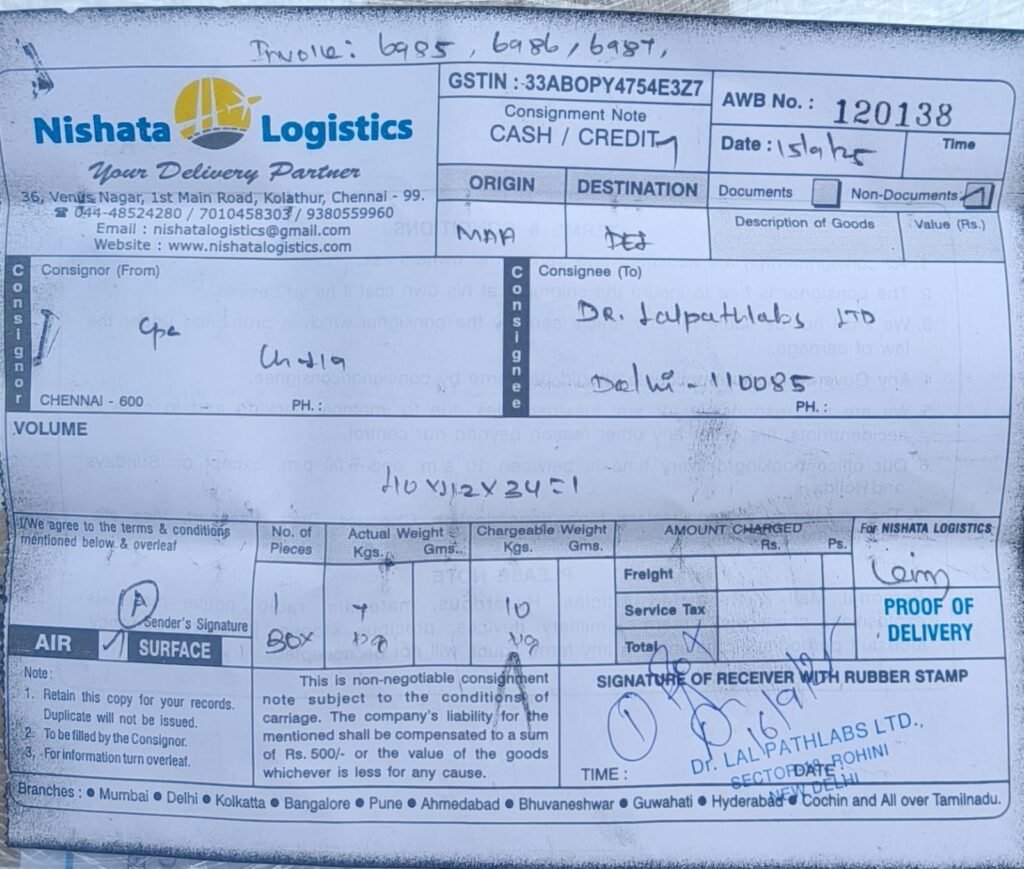 Invoice: 6985, 6986, 6987,
Nishata Logistics
Your Delivery Partner
36, Venus Nagar, 1st Main Road, Kolathur, Chennai - 99.
☎ 044-48524280 / 7010458303 / 9380559960
Email : nishatalogistics@gmail.com
Website : www.nishatalogistics.com
GSTIN : 33ABOPY4754E3Z7
Consignment Note
CASH / CREDIT
AWB No. : 120138
Date : 15/9/25
Time
ORIGIN
DESTINATION
MAA
DEL
Documents
Non-Documents
Description of Goods
Value (Rs.)
Consignor
Consignor (From)
Cpc
CHENNAI - 600
PH. :
Consignee
Consignee (To)
DR. Lalpathlabs LTD
Delhi - 110085
PH. :
VOLUME
40 x 42 x 34 = 1
I/We agree to the terms & conditions
mentioned below & overleaf
Sender's Signature
AIR
SURFACE
No. of
Pieces
1
BOX
Actual Weight
Kgs. Gms.
7
kg
Chargeable Weight
Kgs. Gms.
10
kg
AMOUNT CHARGED
Rs. Ps.
Freight
Service Tax
Total
For NISHATA LOGISTICS
PROOF OF
DELIVERY
Note :
1. Retain this copy for your records.
Duplicate will not be issued.
2. To be filled by the Consignor.
3. For information turn overleaf.
This is non-negotiable consignment
note subject to the conditions of
carriage. The company's liability for the
mentioned shall be compensated to a sum
of Rs. 500/- or the value of the goods
whichever is less for any cause.
SIGNATURE OF RECEIVER WITH RUBBER STAMP
1 Box
16/9/25
Dr. LAL PATHLABS LTD.,
SECTOR-18, ROHINI
NEW DELHI
TIME :
DATE :
Branches : ● Mumbai ● Delhi ● Kolkatta ● Bangalore ● Pune ● Ahmedabad ● Bhuvaneshwar ● Guwahati ● Hyderabad ● Cochin and All over Tamilnadu.